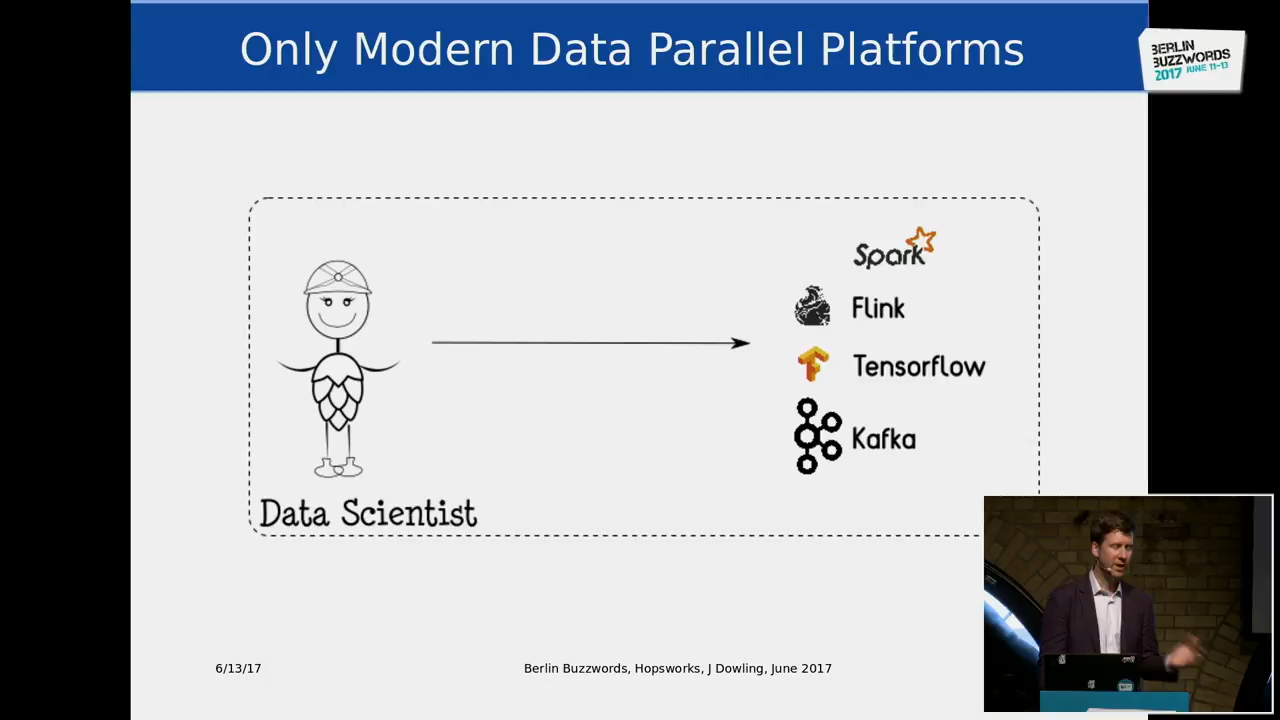 Only Modern Data Parallel Platforms
BERLIN
BUZZWORDS
2017 JUNE 11-13
Spark
Flink
Tensorflow
Kafka
Data Scientist
6/13/17
Berlin Buzzwords, Hopsworks, J Dowling, June 2017